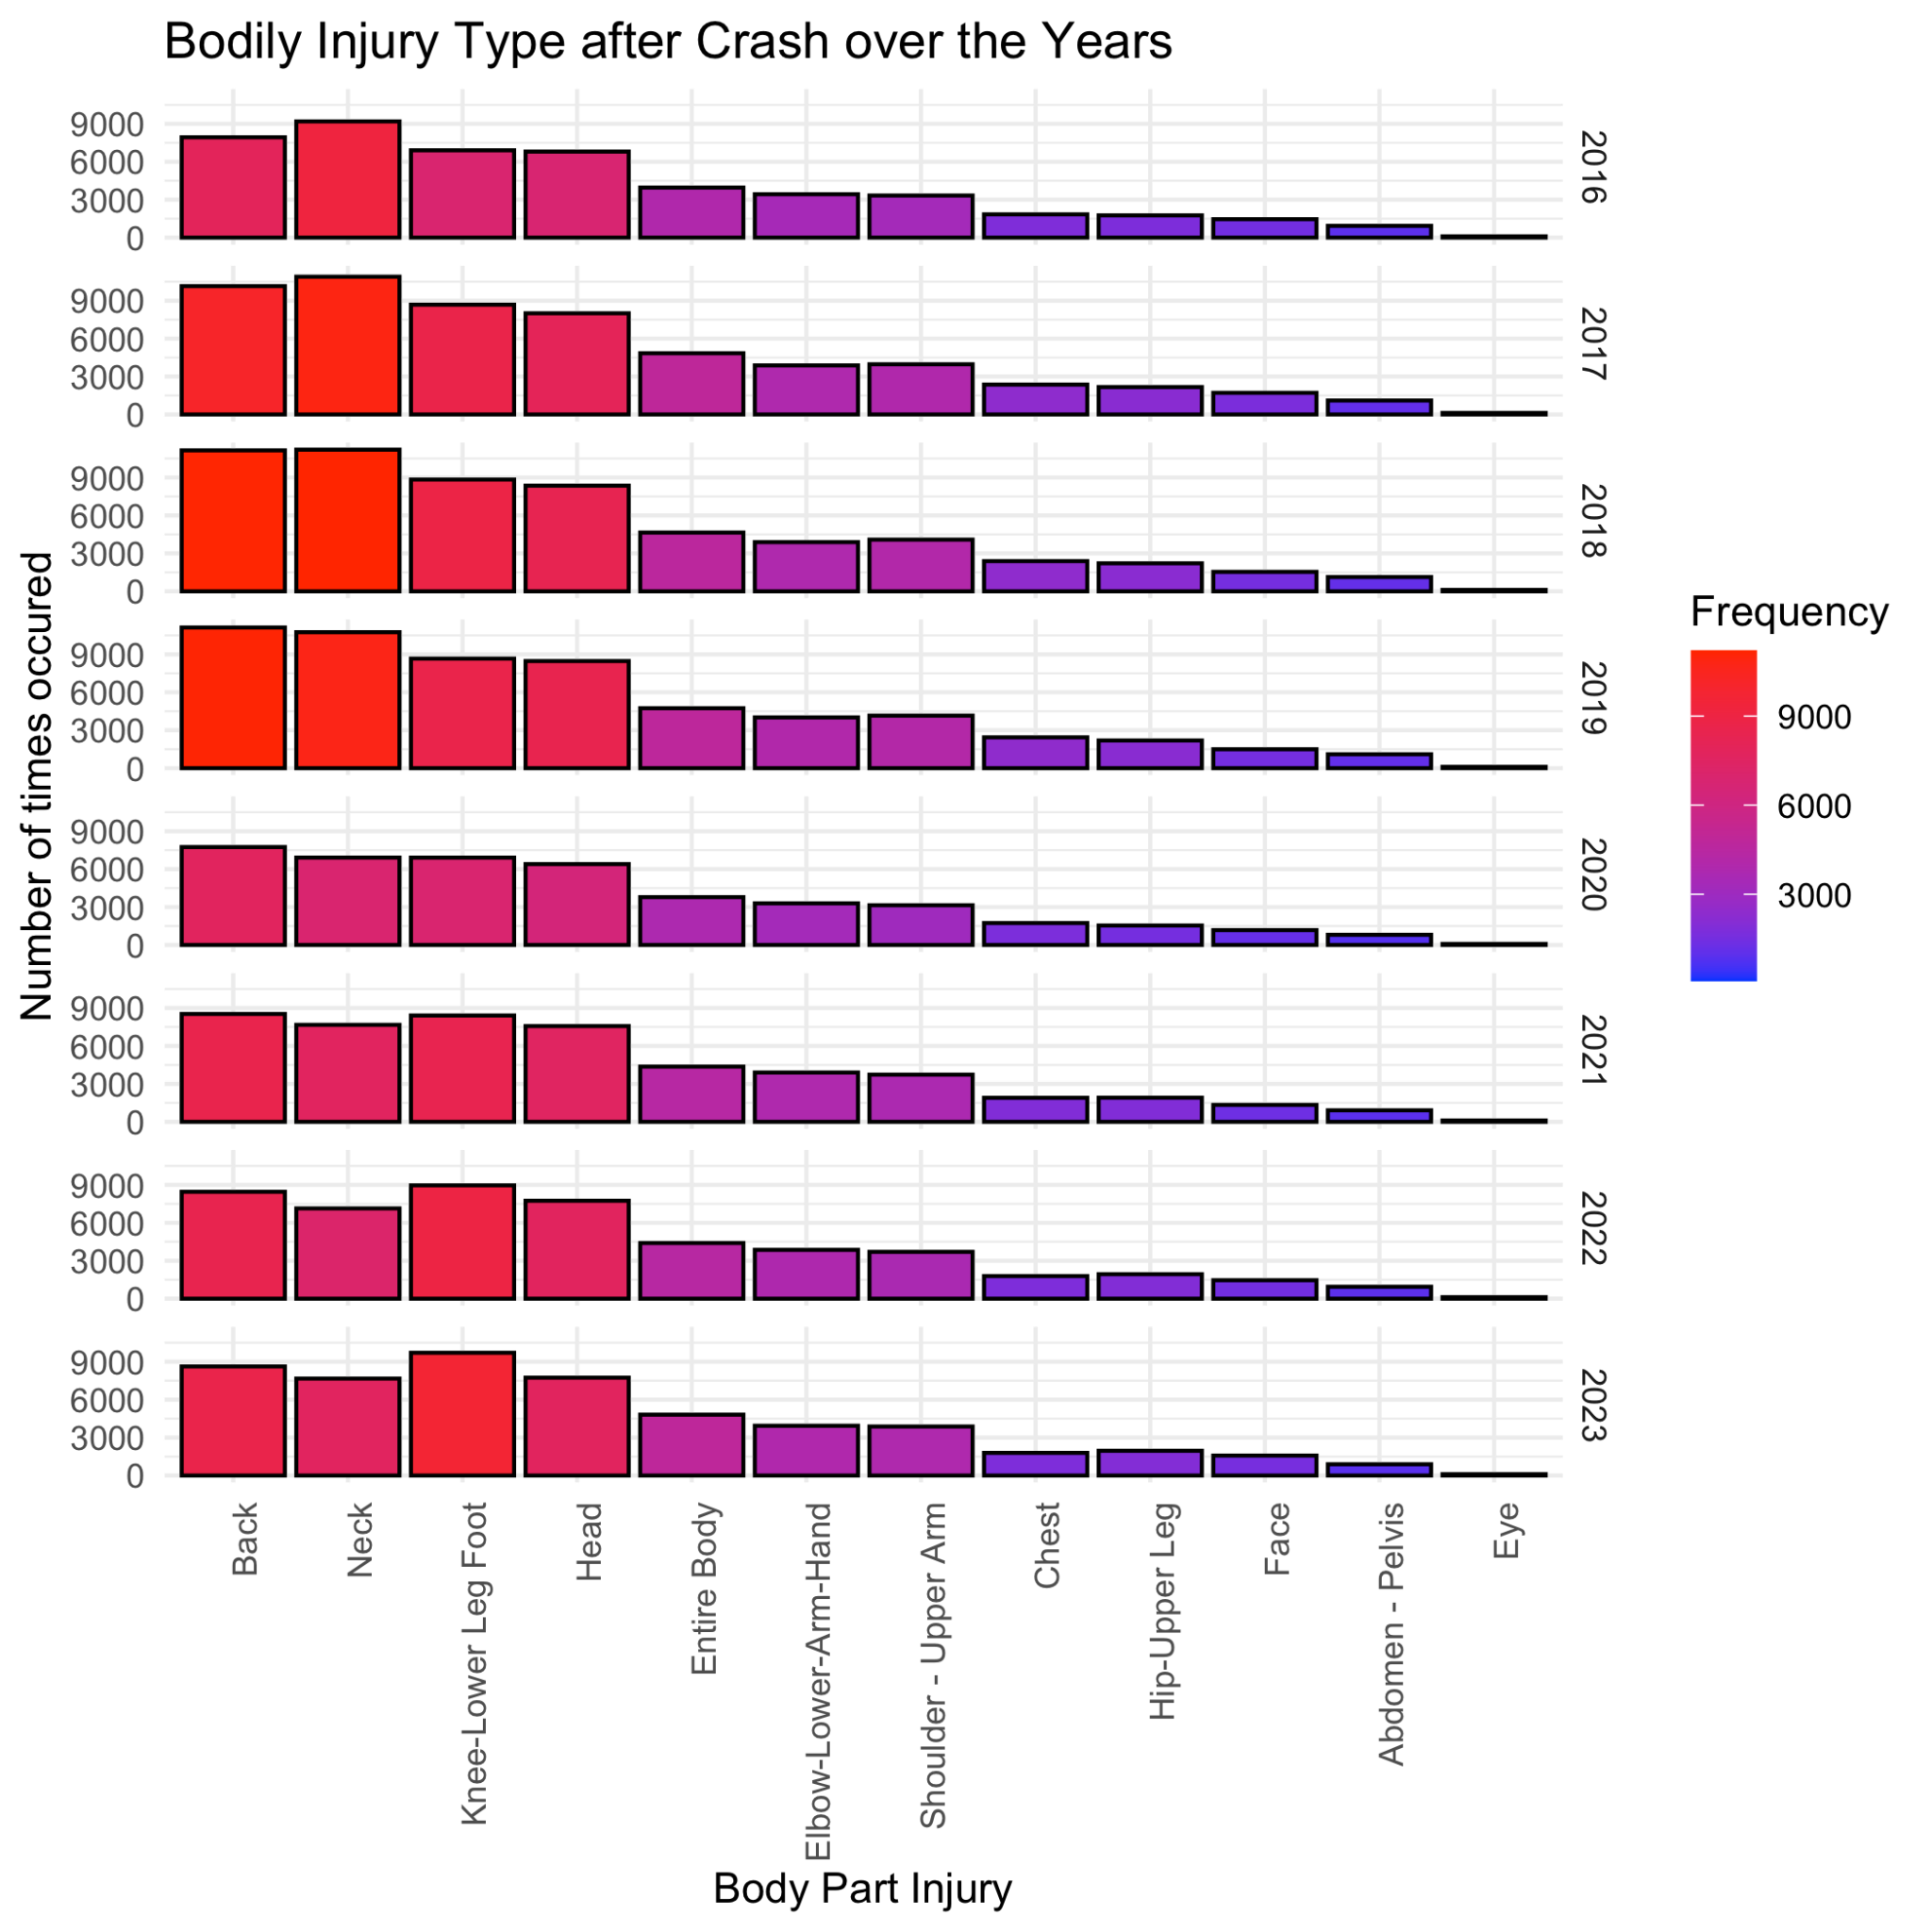 Bodily Injury Type after Crash over the Years
Number of times occured
9000
6000
3000
0
2016
9000
6000
3000
0
2017
9000
6000
3000
0
2018
9000
6000
3000
0
2019
9000
6000
3000
0
2020
9000
6000
3000
0
2021
9000
6000
3000
0
2022
9000
6000
3000
0
2023
Back
Neck
Knee-Lower Leg Foot
Head
Entire Body
Elbow-Lower-Arm-Hand
Shoulder - Upper Arm
Chest
Hip-Upper Leg
Face
Abdomen - Pelvis
Eye
Body Part Injury
Frequency
9000
6000
3000